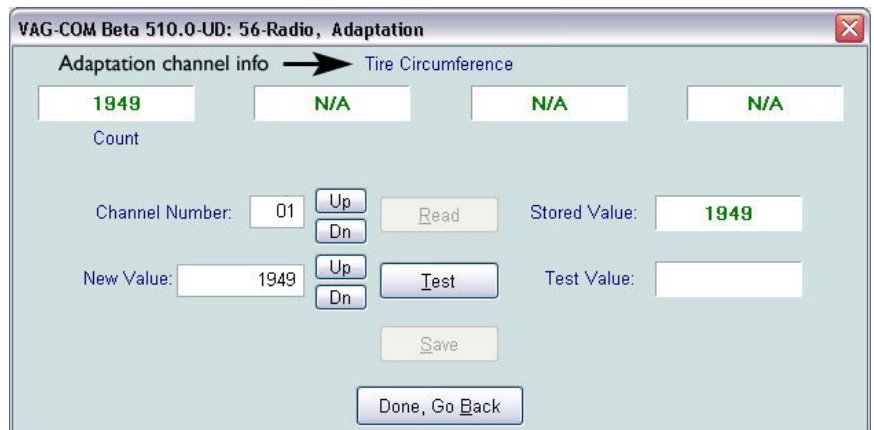 VAG-COM Beta 510.0-UD: 56-Radio, Adaptation
Adaptation channel info Tire Circumference
1949 N/A N/A N/A
Count
Channel Number: 01 Up Dn Read Stored Value: 1949
New Value: 1949 Up Dn Test Test Value:
Save
Done, Go Back